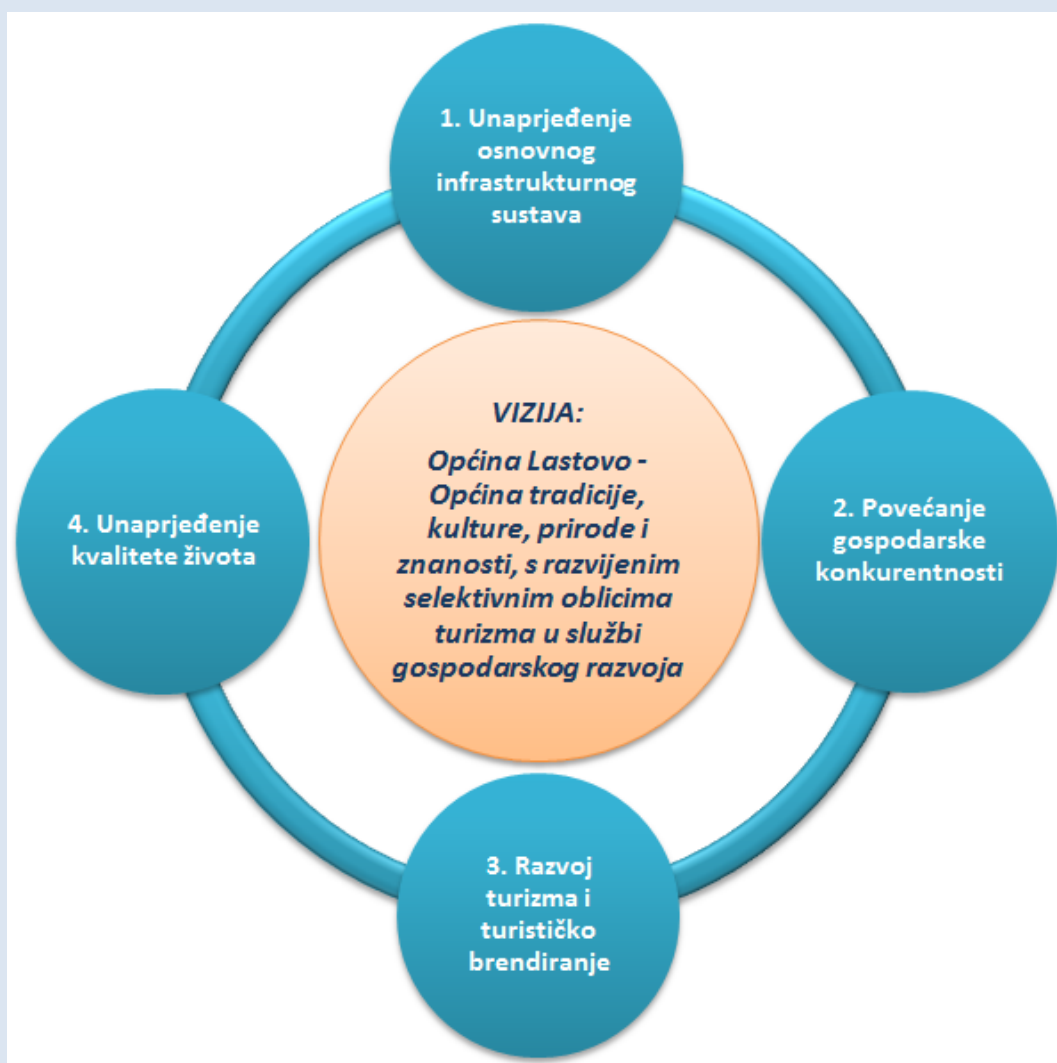 1. Unaprjeđenje
osnovnog
infrastrukturnog
sustava
VIZIJA:
Općina Lastovo -
Općina tradicije,
kulture, prirode i
znanosti, s razvijenim
selektivnim oblicima
turizma u službi
gospodarskog razvoja
2. Povećanje
gospodarske
konkurentnosti
3. Razvoj
turizma i
turističko
brendiranje
4. Unaprjeđenje
kvalitete života